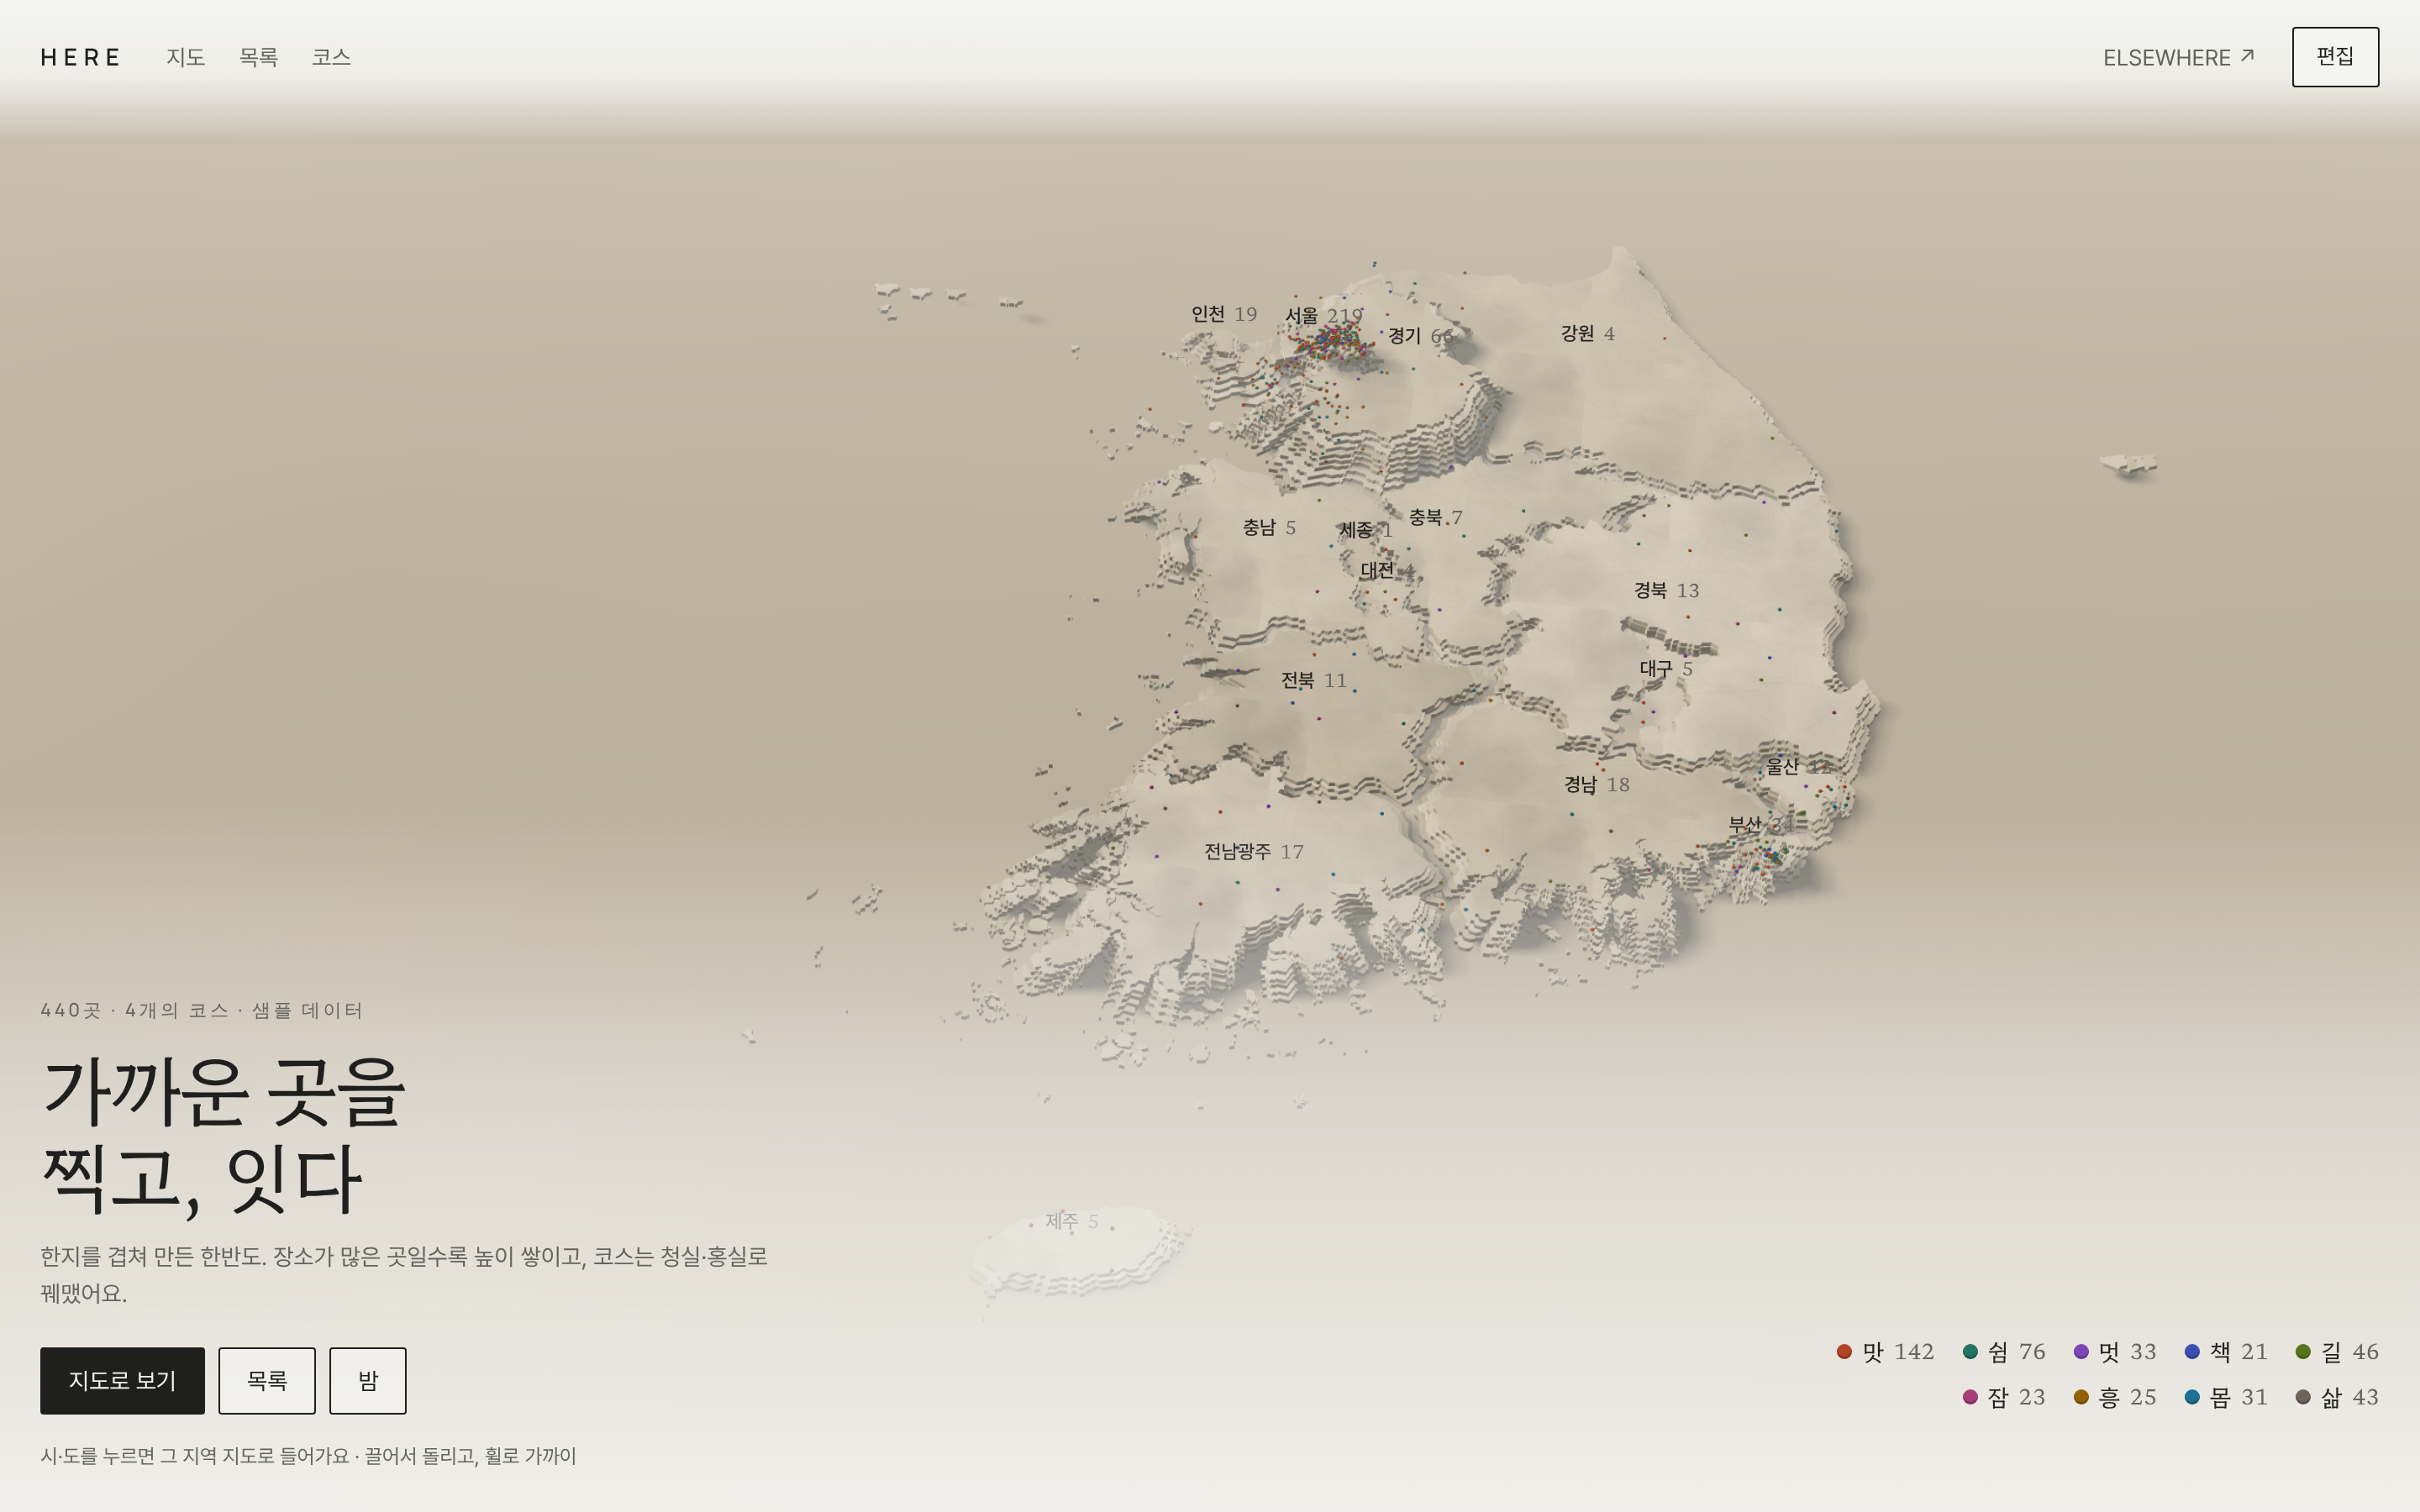 HERE 지도 목록 코스 ELSEWHERE ↗ 편집
인천 19 서울 219
경기 66 강원 4
충남 5 세종 1 충북 7
대전
경북 13
대구 5
전북 11
울산 12
경남 18
부산
전남광주 17
제주 5
440곳 · 4개의 코스 · 샘플 데이터
가까운 곳을
찍고, 잇다
한지를 겹쳐 만든 한반도. 장소가 많은 곳일수록 높이 쌓이고, 코스는 청실·홍실로
꿰맸어요.
지도로 보기 목록 밤
시·도를 누르면 그 지역 지도로 들어가요 · 끌어서 돌리고, 휠로 가까이
맛 142 쉼 76 멋 33 책 21 길 46
잠 23 흥 25 몸 31 삶 43